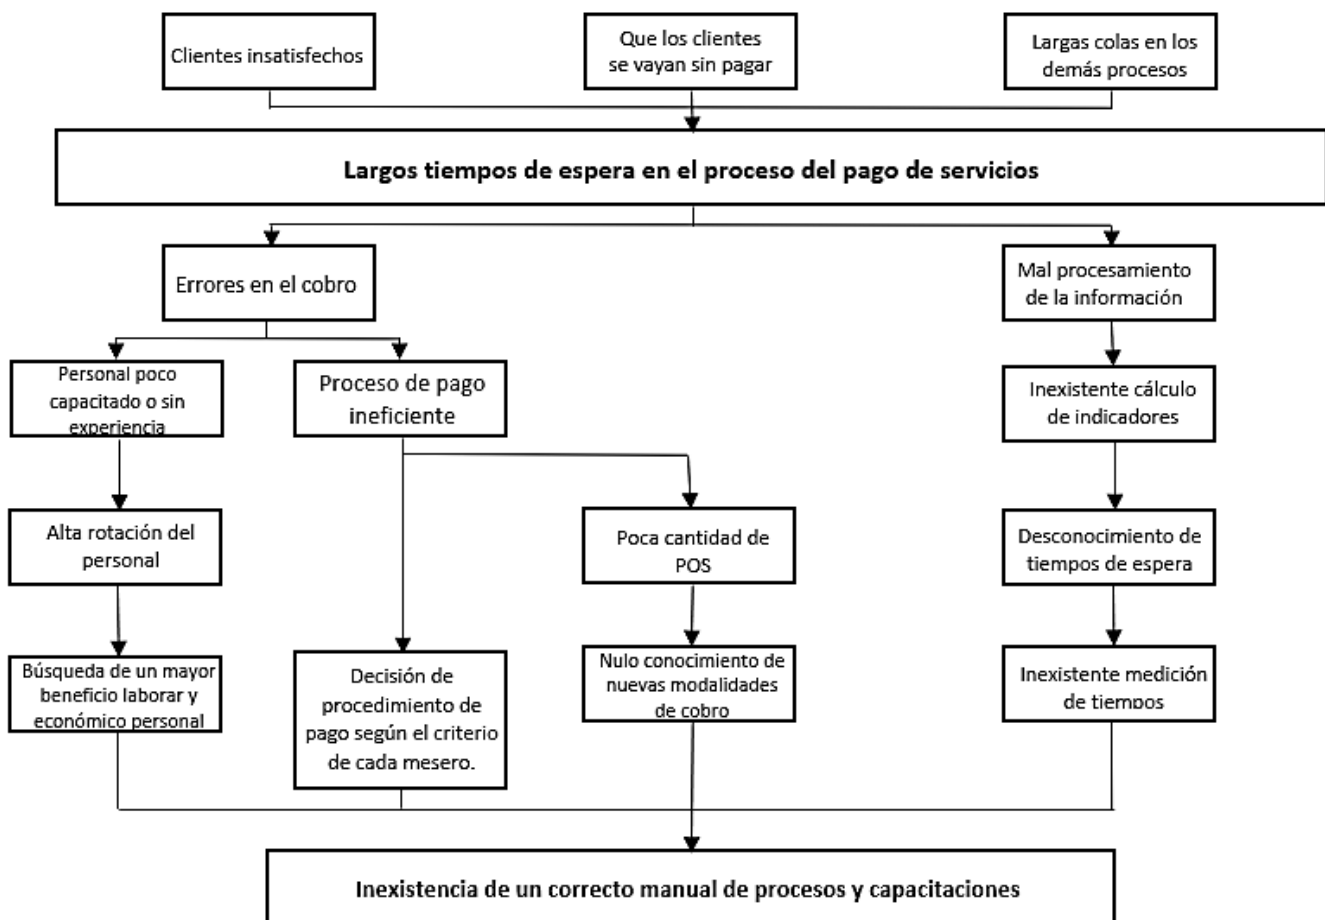 Clientes insatisfechos
Que los clientes
se vayan sin pagar
Largas colas en los
demás procesos
Largos tiempos de espera en el proceso del pago de servicios
Errores en el cobro
Mal procesamiento
de la información
Personal poco
capacitado o sin
experiencia
Proceso de pago
ineficiente
Inexistente cálculo
de indicadores
Alta rotación del
personal
Poca cantidad de
POS
Desconocimiento de
tiempos de espera
Búsqueda de un mayor
beneficio laborar y
económico personal
Decisión de
procedimiento de
pago según el criterio
de cada mesero.
Nulo conocimiento de
nuevas modalidades
de cobro
Inexistente medición
de tiempos
Inexistencia de un correcto manual de procesos y capacitaciones